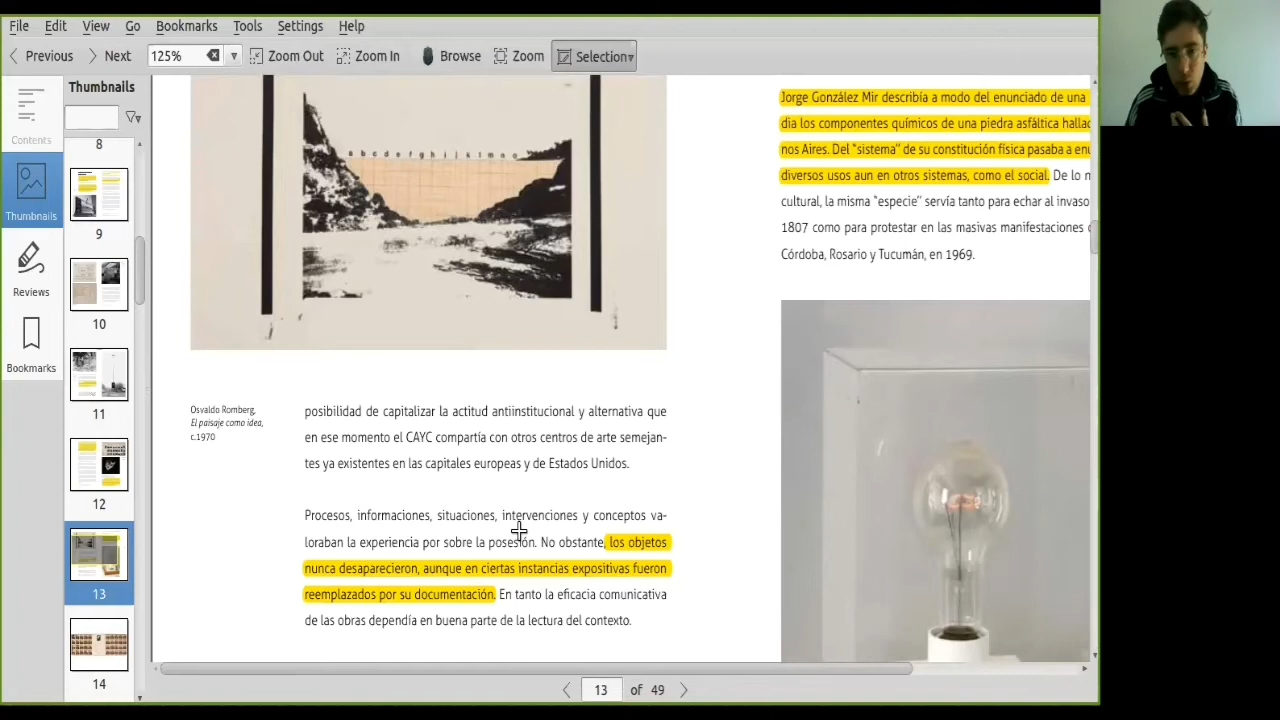 File Edit View Go Bookmarks Tools Settings Help
Previous Next 125% Zoom Out Zoom In Browse Zoom Selection
Contents
Thumbnails
Reviews
Bookmarks
Thumbnails
8
9
10
11
12
13
14
a b c d e f g h i j k l m n o
Osvaldo Romberg,
El paisaje como idea,
c.1970
posibilidad de capitalizar la actitud antiinstitucional y alternativa que
en ese momento el CAYC compartía con otros centros de arte semejan-
tes ya existentes en las capitales europeas y de Estados Unidos.
Procesos, informaciones, situaciones, intervenciones y conceptos va-
loraban la experiencia por sobre la posesión. No obstante, los objetos
nunca desaparecieron, aunque en ciertas instancias expositivas fueron
reemplazados por su documentación. En tanto la eficacia comunicativa
de las obras dependía en buena parte de la lectura del contexto.
Jorge González Mir describía a modo del enunciado de una
dia los componentes químicos de una piedra asfáltica hallad
nos Aires. Del "sistema" de su constitución física pasaba a enu
diversos usos aun en otros sistemas, como el social. De lo
cultural, la misma "especie" servía tanto para echar al invaso
1807 como para protestar en las masivas manifestaciones
Córdoba, Rosario y Tucumán, en 1969.
13 of 49